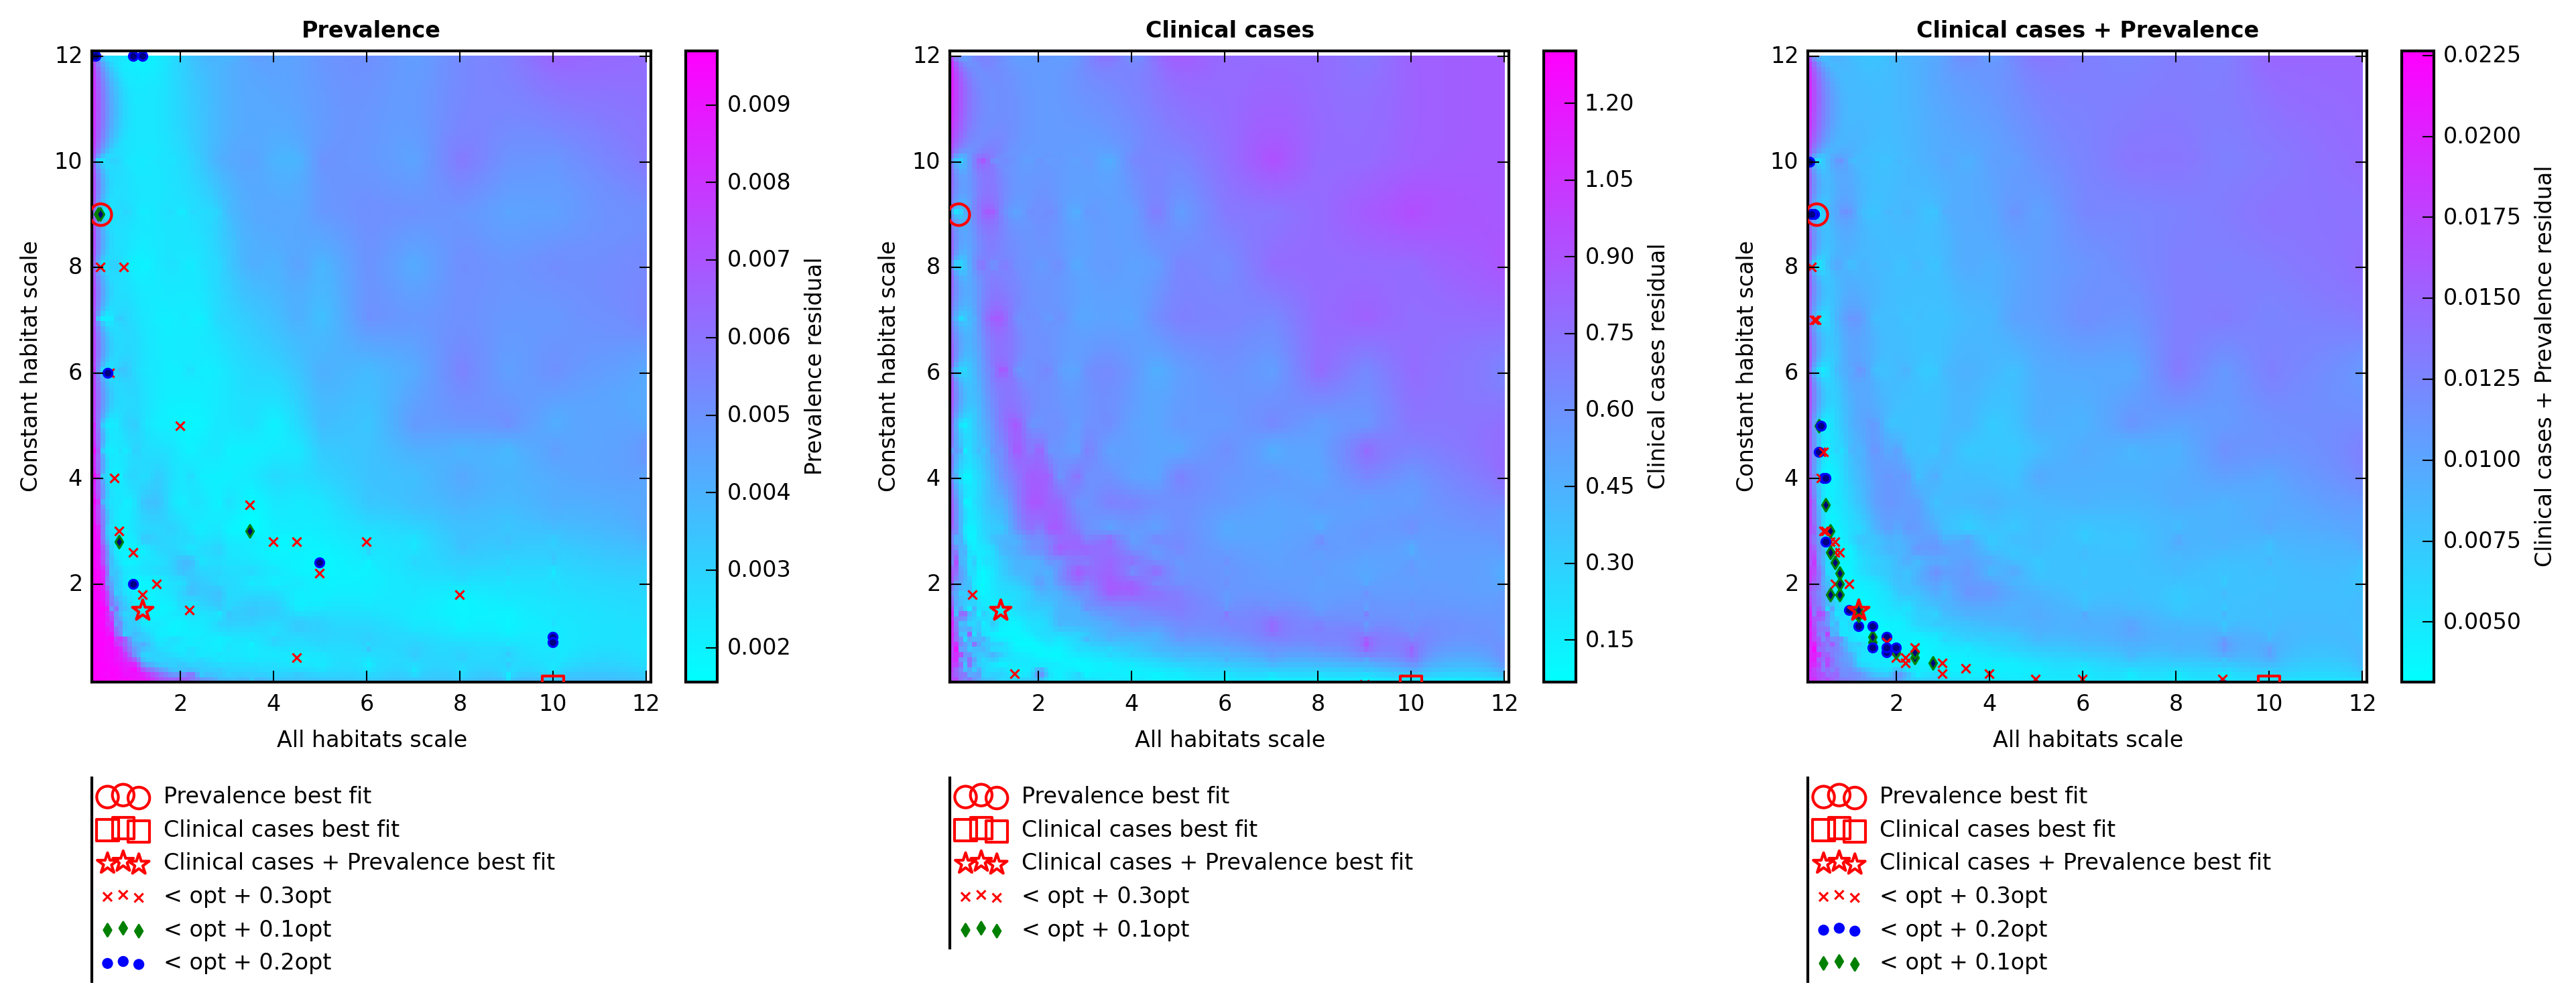 Prevalence
12
10
8
6
4
2
Constant habitat scale
2 4 6 8 10 12
All habitats scale
0.009
0.008
0.007
0.006
0.005
0.004
0.003
0.002
Prevalence residual
Prevalence best fit
Clinical cases best fit
Clinical cases + Prevalence best fit
< opt + 0.3opt
< opt + 0.1opt
< opt + 0.2opt
Clinical cases
12
10
8
6
4
2
Constant habitat scale
2 4 6 8 10 12
All habitats scale
1.20
1.05
0.90
0.75
0.60
0.45
0.30
0.15
Clinical cases residual
Prevalence best fit
Clinical cases best fit
Clinical cases + Prevalence best fit
< opt + 0.3opt
< opt + 0.1opt
Clinical cases + Prevalence
12
10
8
6
4
2
Constant habitat scale
2 4 6 8 10 12
All habitats scale
0.0225
0.0200
0.0175
0.0150
0.0125
0.0100
0.0075
0.0050
Clinical cases + Prevalence residual
Prevalence best fit
Clinical cases best fit
Clinical cases + Prevalence best fit
< opt + 0.3opt
< opt + 0.2opt
< opt + 0.1opt